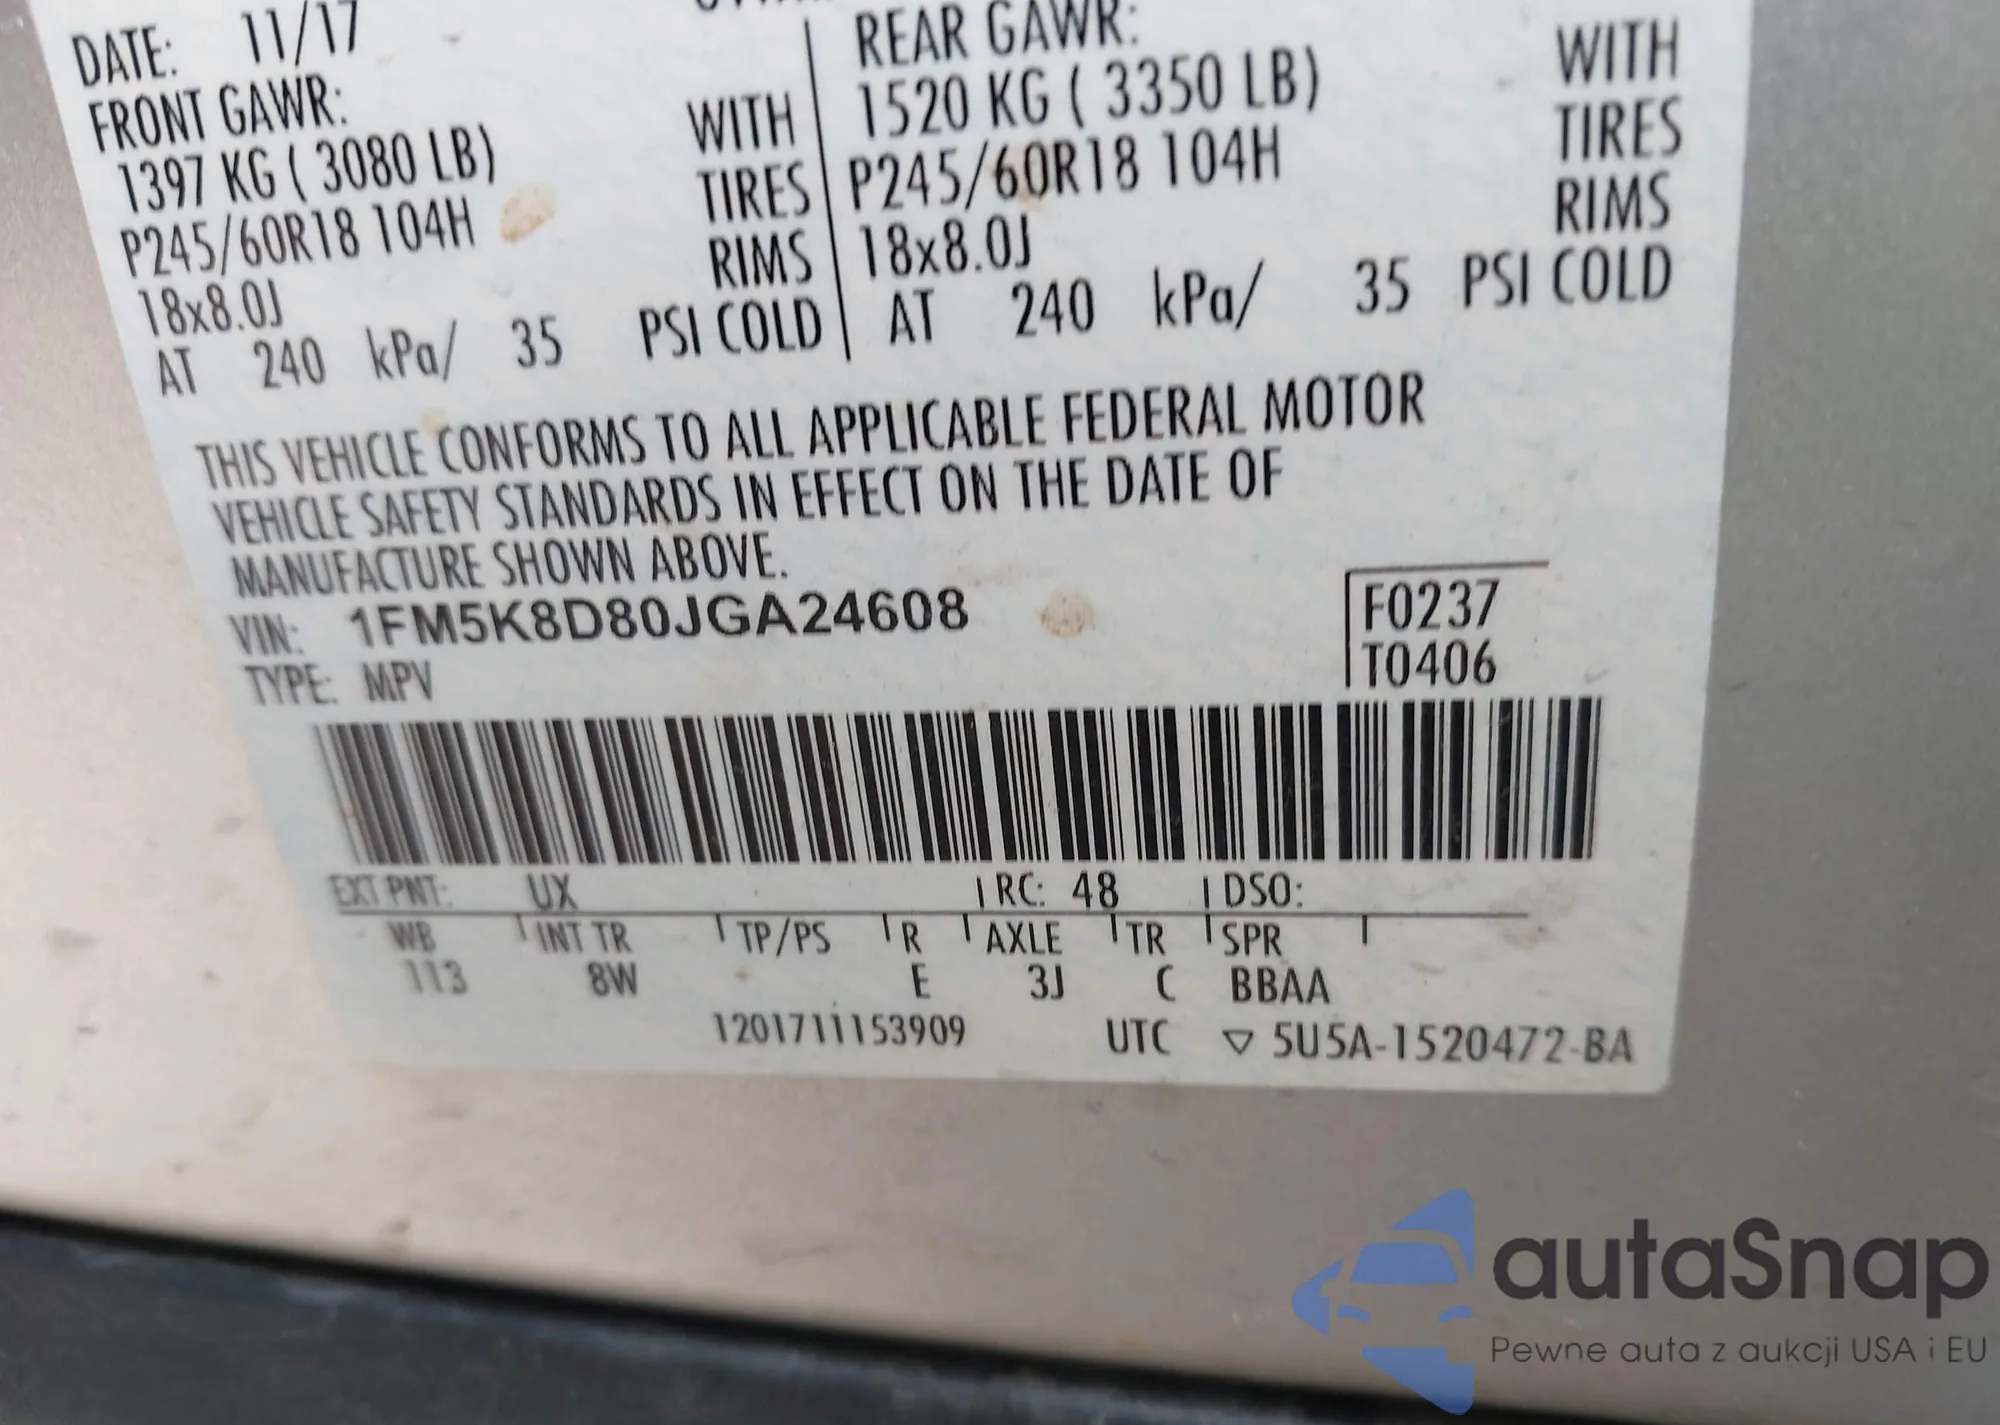 DATE: 11/17
FRONT GAWR:
1397 KG ( 3080 LB) WITH
P245/60R18 104H TIRES
18x8.0J RIMS
AT 240 kPa/ 35 PSI COLD
REAR GAWR:
1520 KG ( 3350 LB) WITH
P245/60R18 104H TIRES
18x8.0J RIMS
AT 240 kPa/ 35 PSI COLD
THIS VEHICLE CONFORMS TO ALL APPLICABLE FEDERAL MOTOR
VEHICLE SAFETY STANDARDS IN EFFECT ON THE DATE OF
MANUFACTURE SHOWN ABOVE.
VIN: 1FM5K8D80JGA24608
TYPE: MPV
F0237
T0406
EXT PNT: UX RC: 48 DSO:
WB INT TR TP/PS R AXLE TR SPR
113 8W E 3J C BBAA
1201711153909 UTC ▽ 5U5A-1520472-BA
autaSnap
Pewne auta z aukcji USA i EU